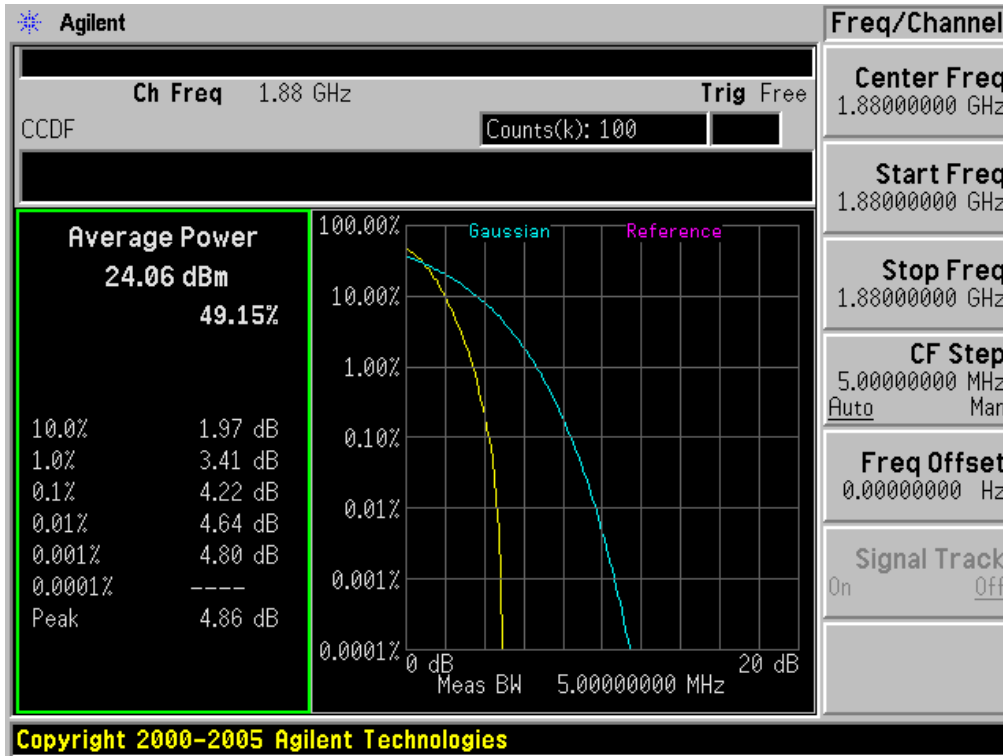 Agilent
Ch Freq 1.88 GHz Trig Free
CCDF Counts(k): 100
Average Power
24.06 dBm
49.15%
10.0% 1.97 dB
1.0% 3.41 dB
0.1% 4.22 dB
0.01% 4.64 dB
0.001% 4.80 dB
0.0001% ----
Peak 4.86 dB
Gaussian Reference
100.00%
10.00%
1.00%
0.10%
0.01%
0.001%
0.0001%
0 dB 20 dB
Meas BW 5.00000000 MHz
Freq/Channel
Center Freq
1.88000000 GHz
Start Freq
1.88000000 GHz
Stop Freq
1.88000000 GHz
CF Step
5.00000000 MHz
Auto Man
Freq Offset
0.00000000 Hz
Signal Track
On Off
Copyright 2000-2005 Agilent Technologies